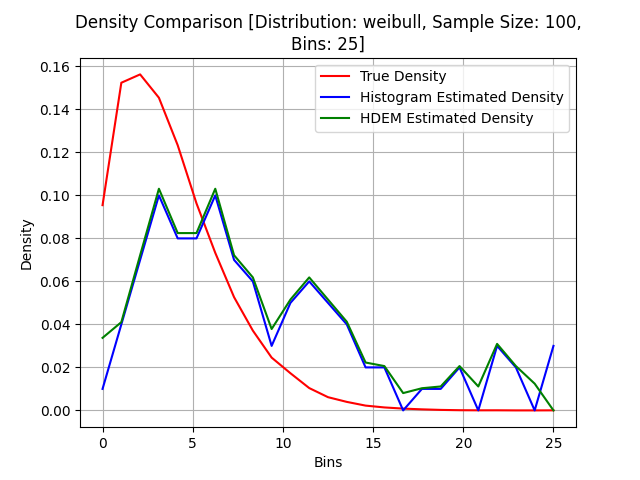 Density Comparison [Distribution: weibull, Sample Size: 100,
Bins: 25]
True Density
Histogram Estimated Density
HDEM Estimated Density
Density
0.16
0.14
0.12
0.10
0.08
0.06
0.04
0.02
0.00
0 5 10 15 20 25
Bins